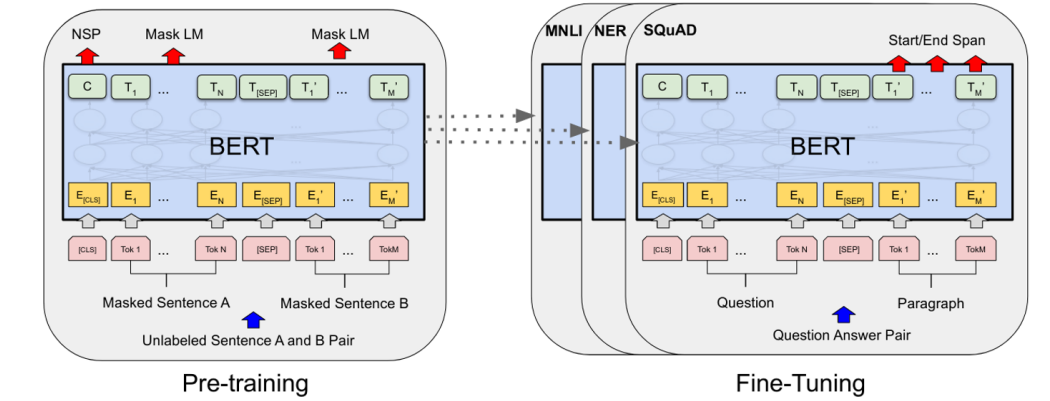 NSP Mask LM Mask LM
C T1 ... TN T[SEP] T1' ... TM'
BERT
E[CLS] E1 ... EN E[SEP] E1' ... EM'
[CLS] Tok 1 ... Tok N [SEP] Tok 1 ... TokM
Masked Sentence A Masked Sentence B
Unlabeled Sentence A and B Pair
Pre-training
MNLI NER SQuAD
Start/End Span
C T1 ... TN T[SEP] T1' ... TM'
BERT
E[CLS] E1 ... EN E[SEP] E1' ... EM'
[CLS] Tok 1 ... Tok N [SEP] Tok 1 ... TokM
Question Paragraph
Question Answer Pair
Fine-Tuning